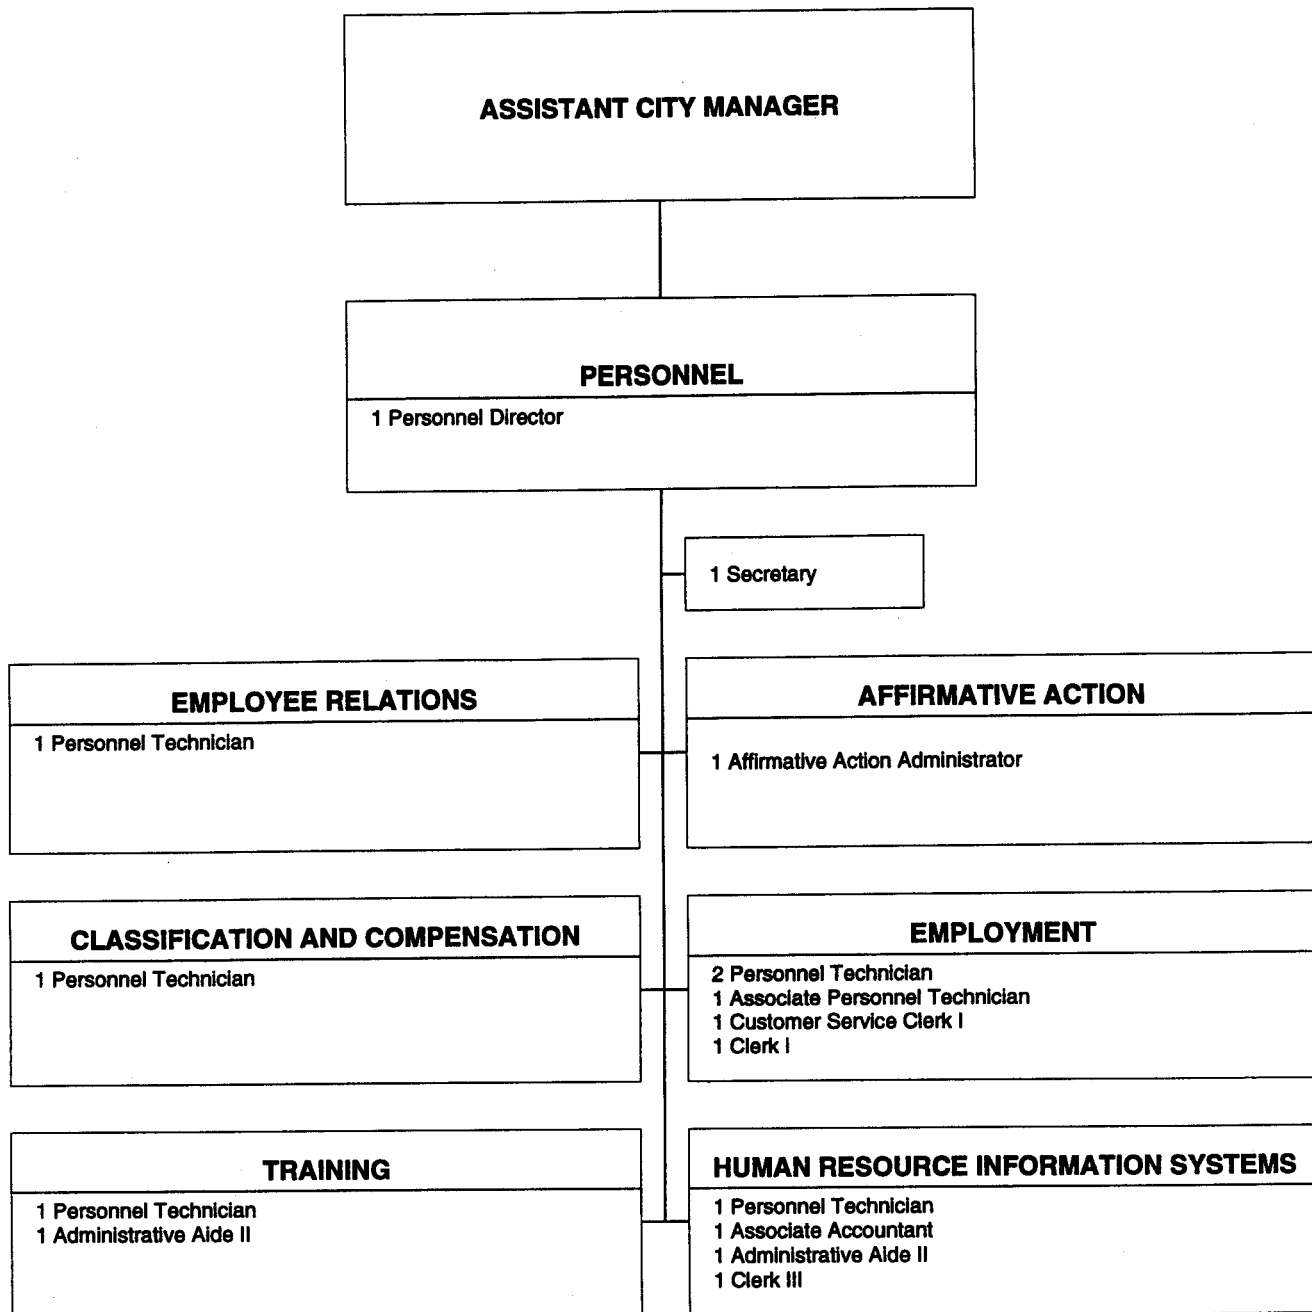 ASSISTANT CITY MANAGER
PERSONNEL
1 Personnel Director
1 Secretary
EMPLOYEE RELATIONS
1 Personnel Technician
AFFIRMATIVE ACTION
1 Affirmative Action Administrator
CLASSIFICATION AND COMPENSATION
1 Personnel Technician
EMPLOYMENT
2 Personnel Technician
1 Associate Personnel Technician
1 Customer Service Clerk I
1 Clerk I
TRAINING
1 Personnel Technician
1 Administrative Aide II
HUMAN RESOURCE INFORMATION SYSTEMS
1 Personnel Technician
1 Associate Accountant
1 Administrative Aide II
1 Clerk III